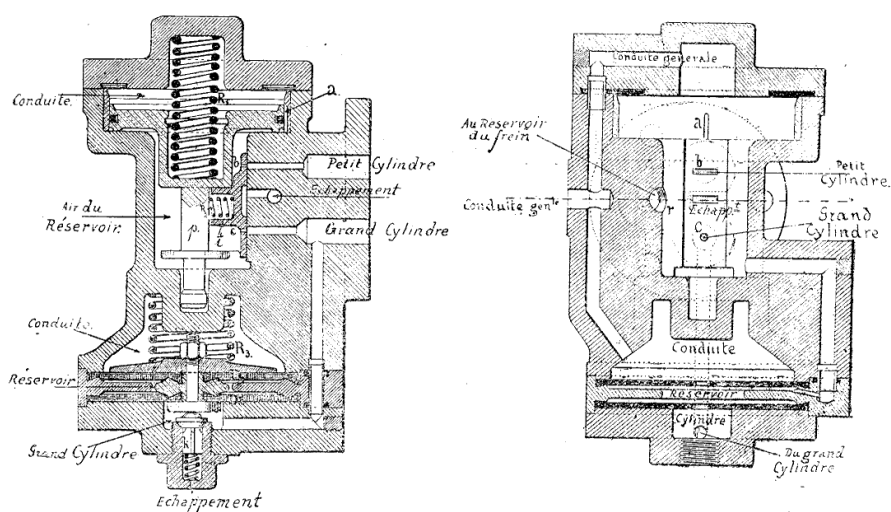 Conduite.
R₁
a
b
Petit Cylindre
Echappement
Air du
Réservoir.
p.
c
t
Grand Cylindre
Conduite.
R₃.
Réservoir
Grand Cylindre
k
Echappement
Conduite générale
Au Reservoir
du frein
a
b
Petit
Cylindre.
Conduite génˡᵉ
r
Echappᵗ
Grand
Cylindre
C
Conduite
Réservoir
Cylindre
Du grand
Cylindre